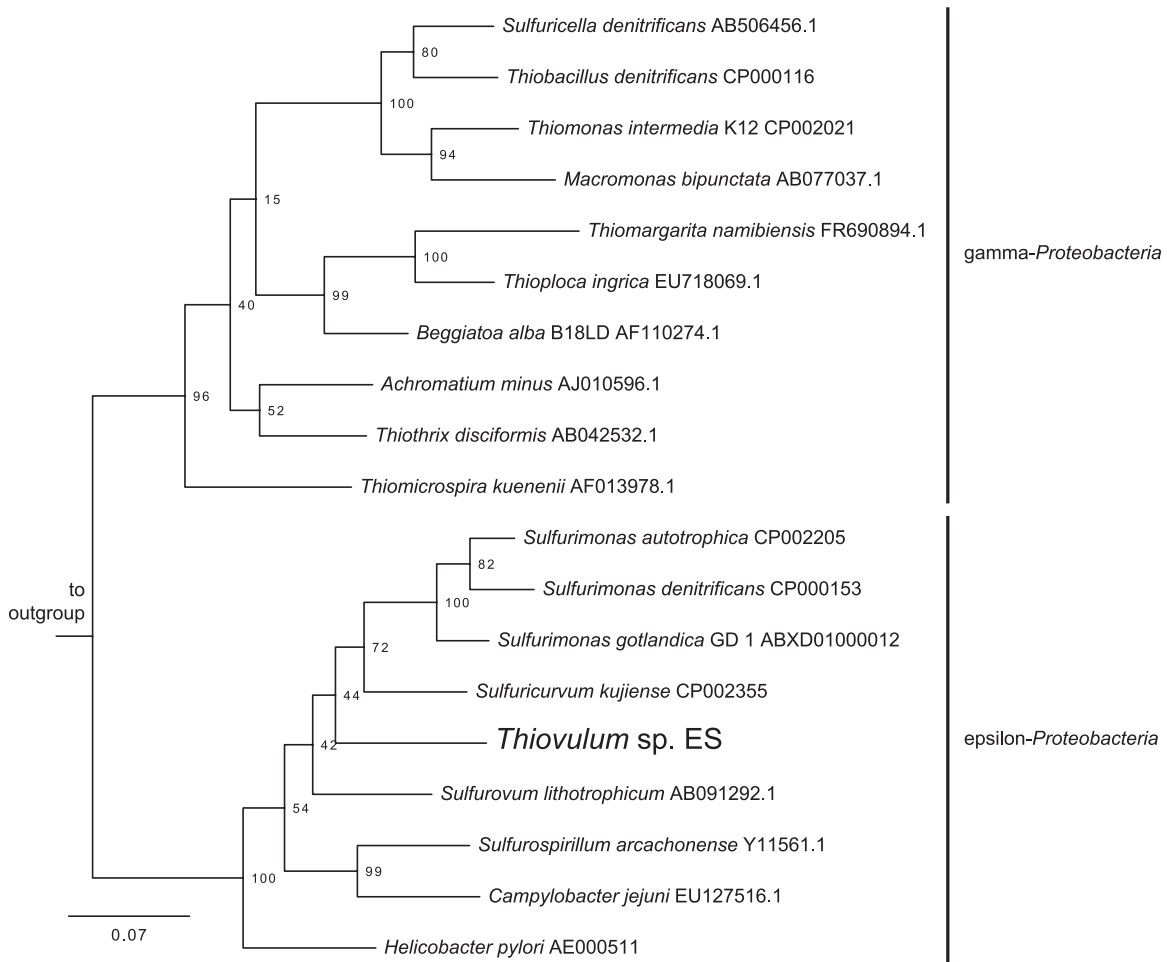 Sulfuricella denitrificans AB506456.1
80
Thiobacillus denitrificans CP000116
100
Thiomonas intermedia K12 CP002021
94
Macromonas bipunctata AB077037.1
15
Thiomargarita namibiensis FR690894.1
gamma-Proteobacteria
100
Thioploca ingrica EU718069.1
99
40
Beggiatoa alba B18LD AF110274.1
Achromatium minus AJ010596.1
96
52
Thiothrix disciformis AB042532.1
Thiomicrospira kuenenii AF013978.1
Sulfurimonas autotrophica CP002205
82
to
outgroup
Sulfurimonas denitrificans CP000153
100
Sulfurimonas gotlandica GD 1 ABXD01000012
72
Sulfuricurvum kujiense CP002355
44
Thiovulum sp. ES
epsilon-Proteobacteria
42
Sulfurovum lithotrophicum AB091292.1
54
Sulfurospirillum arcachonense Y11561.1
99
100
Campylobacter jejuni EU127516.1
0.07
Helicobacter pylori AE000511